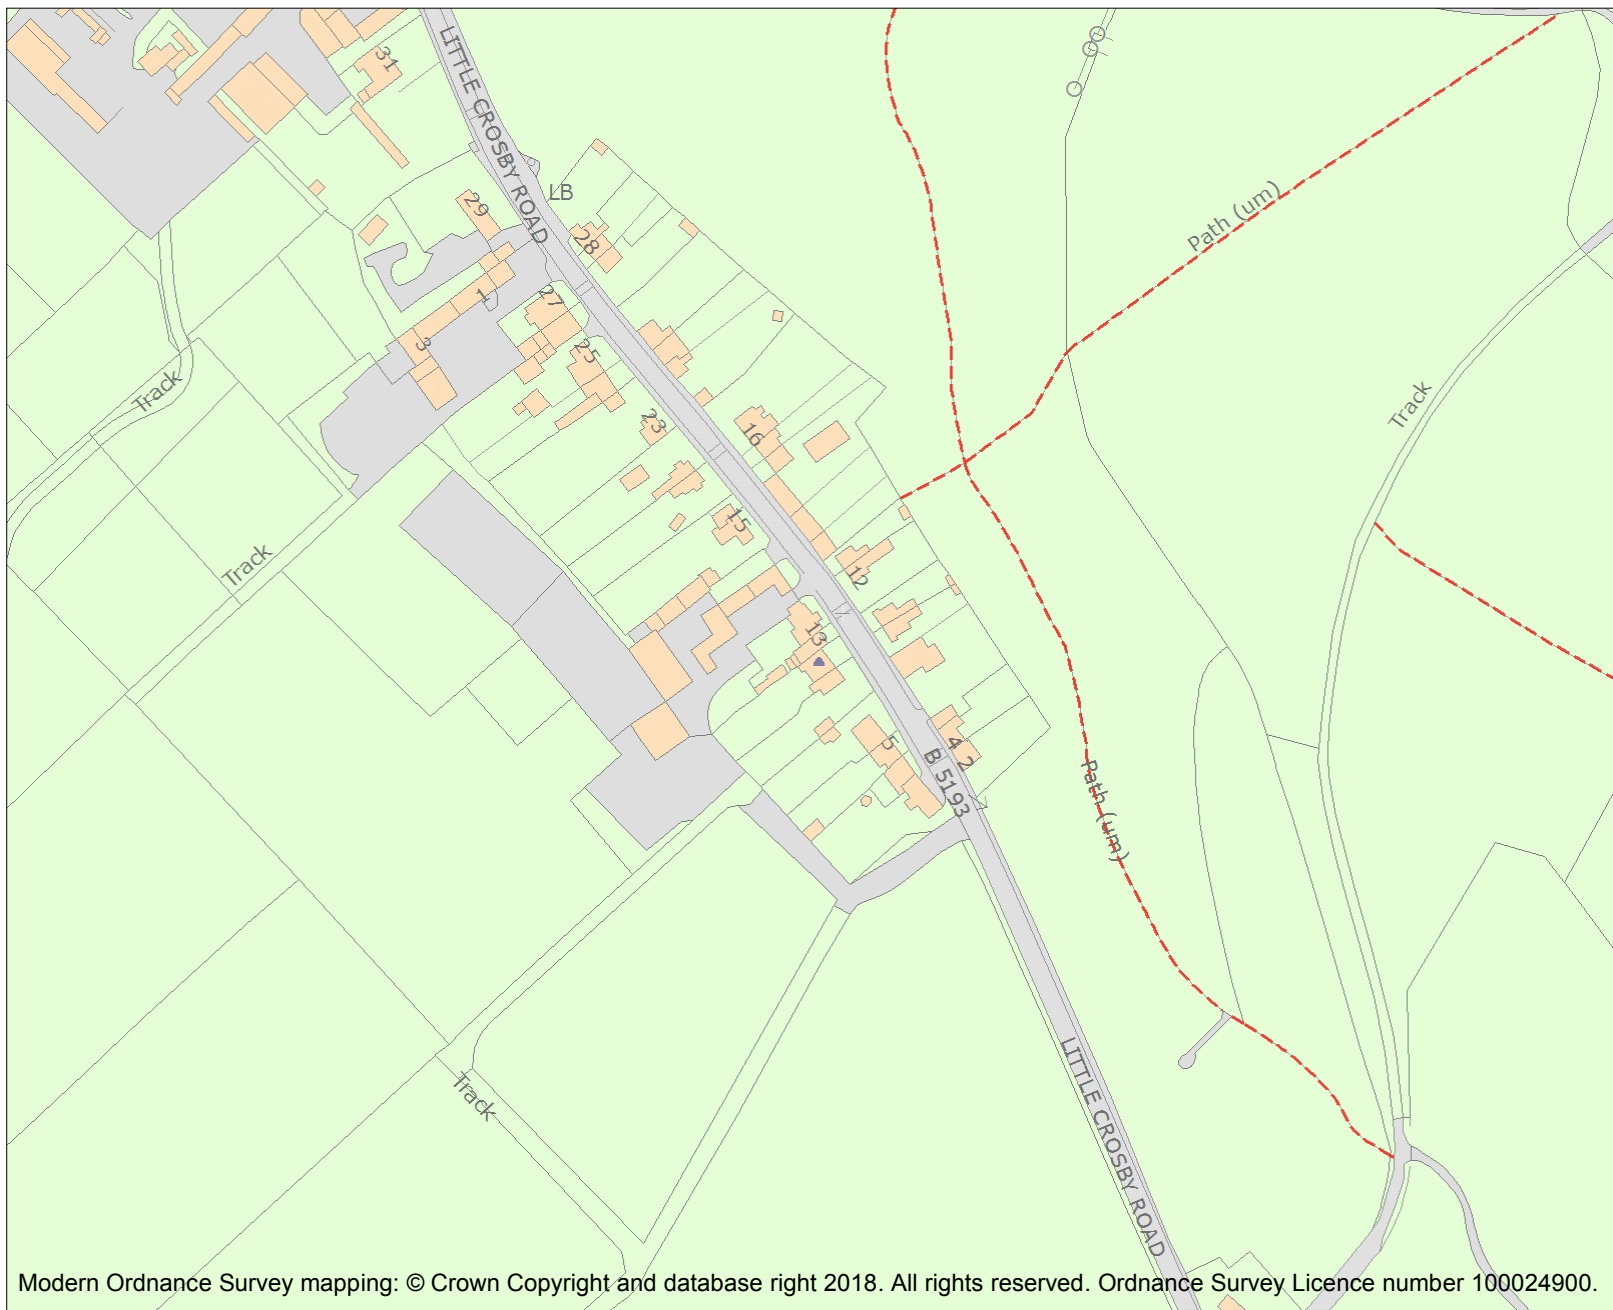 LITTLE CROSBY ROAD
31
LB
29
28
Path (um)
1
27
3
25
Track
Track
23
16
15
Track
12
13
5
4
2
B 5193
Path (um)
LITTLE CROSBY ROAD
Track
Modern Ordnance Survey mapping: © Crown Copyright and database right 2018. All rights reserved. Ordnance Survey Licence number 100024900.